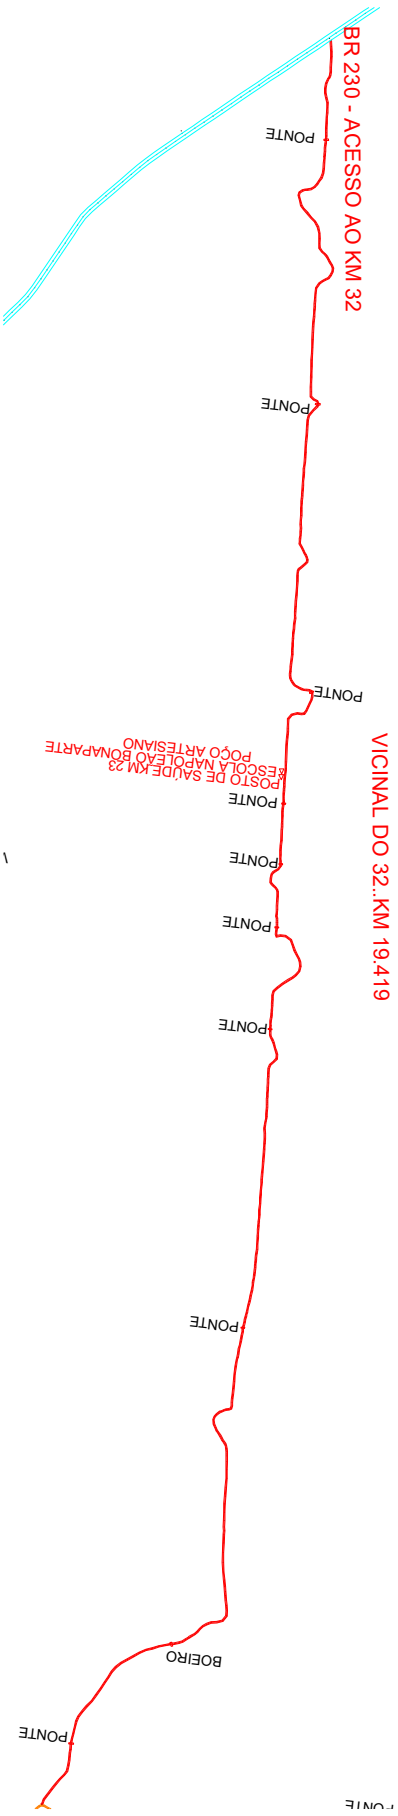 BR 230 - ACESSO AO KM 32
PONTE
PONTE
PONTE
VICINAL DO 32..KM 19.419
POÇO ARTESIANO
ESCOLA NAPOLEÃO BONAPARTE
POSTO DE SAÚDE KM 23
PONTE
PONTE
PONTE
PONTE
PONTE
BOEIRO
PONTE
PONTE